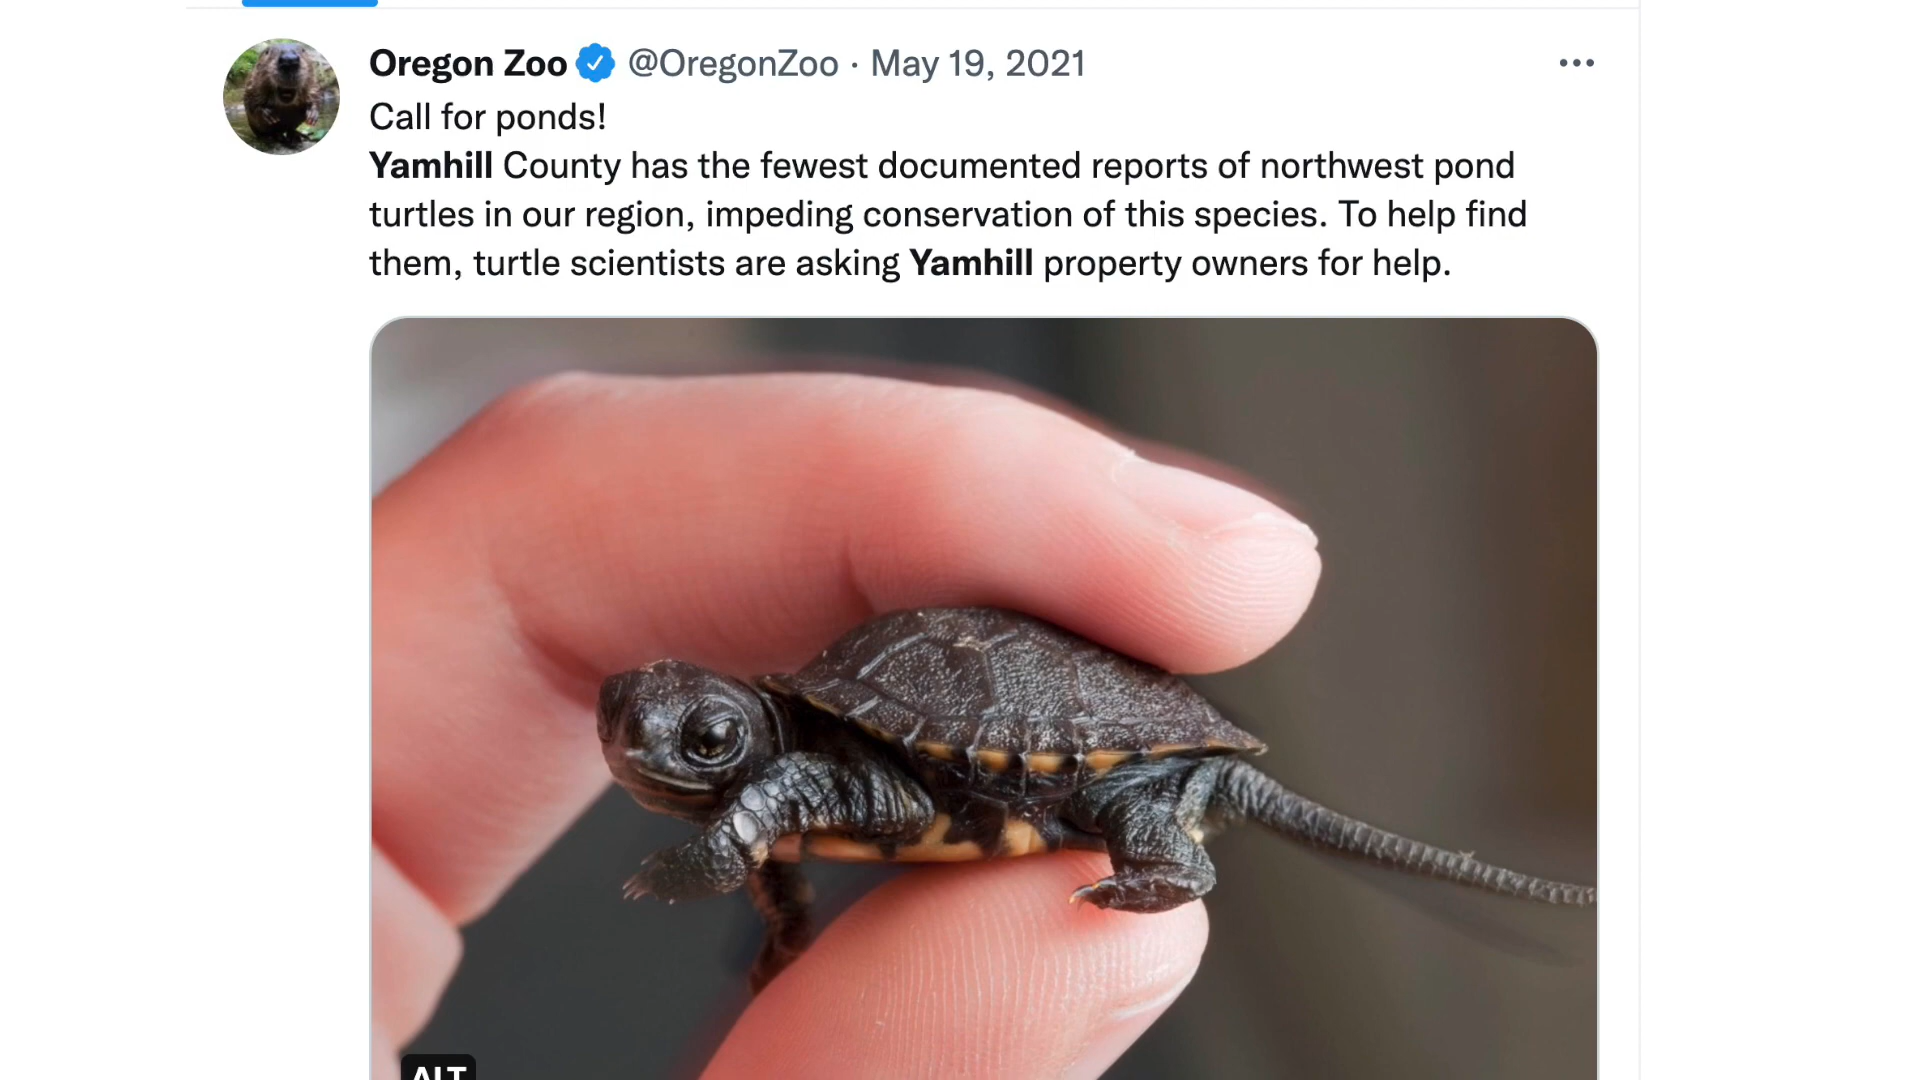 Oregon Zoo @OregonZoo · May 19, 2021
Call for ponds!
Yamhill County has the fewest documented reports of northwest pond
turtles in our region, impeding conservation of this species. To help find
them, turtle scientists are asking Yamhill property owners for help.
ALT